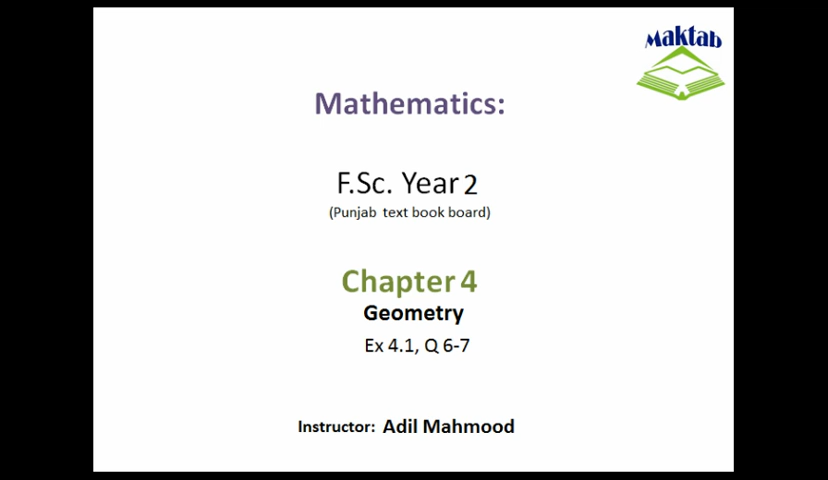 Maktab
Mathematics:
F.Sc. Year 2
(Punjab text book board)
Chapter 4
Geometry
Ex 4.1, Q 6-7
Instructor: Adil Mahmood